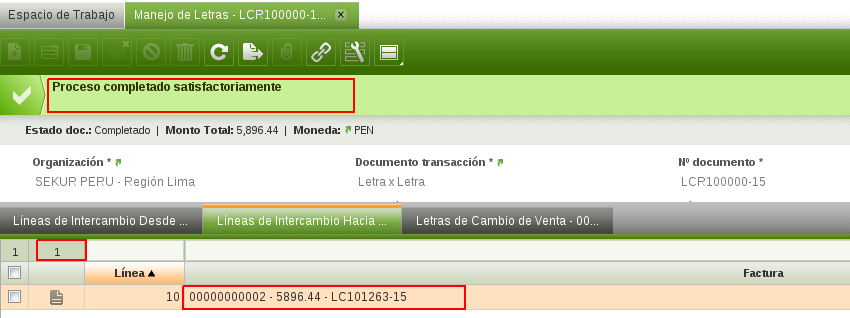 Espacio de Trabajo Manejo de Letras - LCR100000-1...
Proceso completado satisfactoriamente
Estado doc.: Completado | Monto Total: 5,896.44 | Moneda: PEN
Organización * Documento transacción * Nº documento *
SEKUR PERU - Región Lima Letra x Letra LCR100000-15
Líneas de Intercambio Desde ... Líneas de Intercambio Hacia ... Letras de Cambio de Venta - 00...
1 1
Línea Factura
10 00000000002 - 5896.44 - LC101263-15